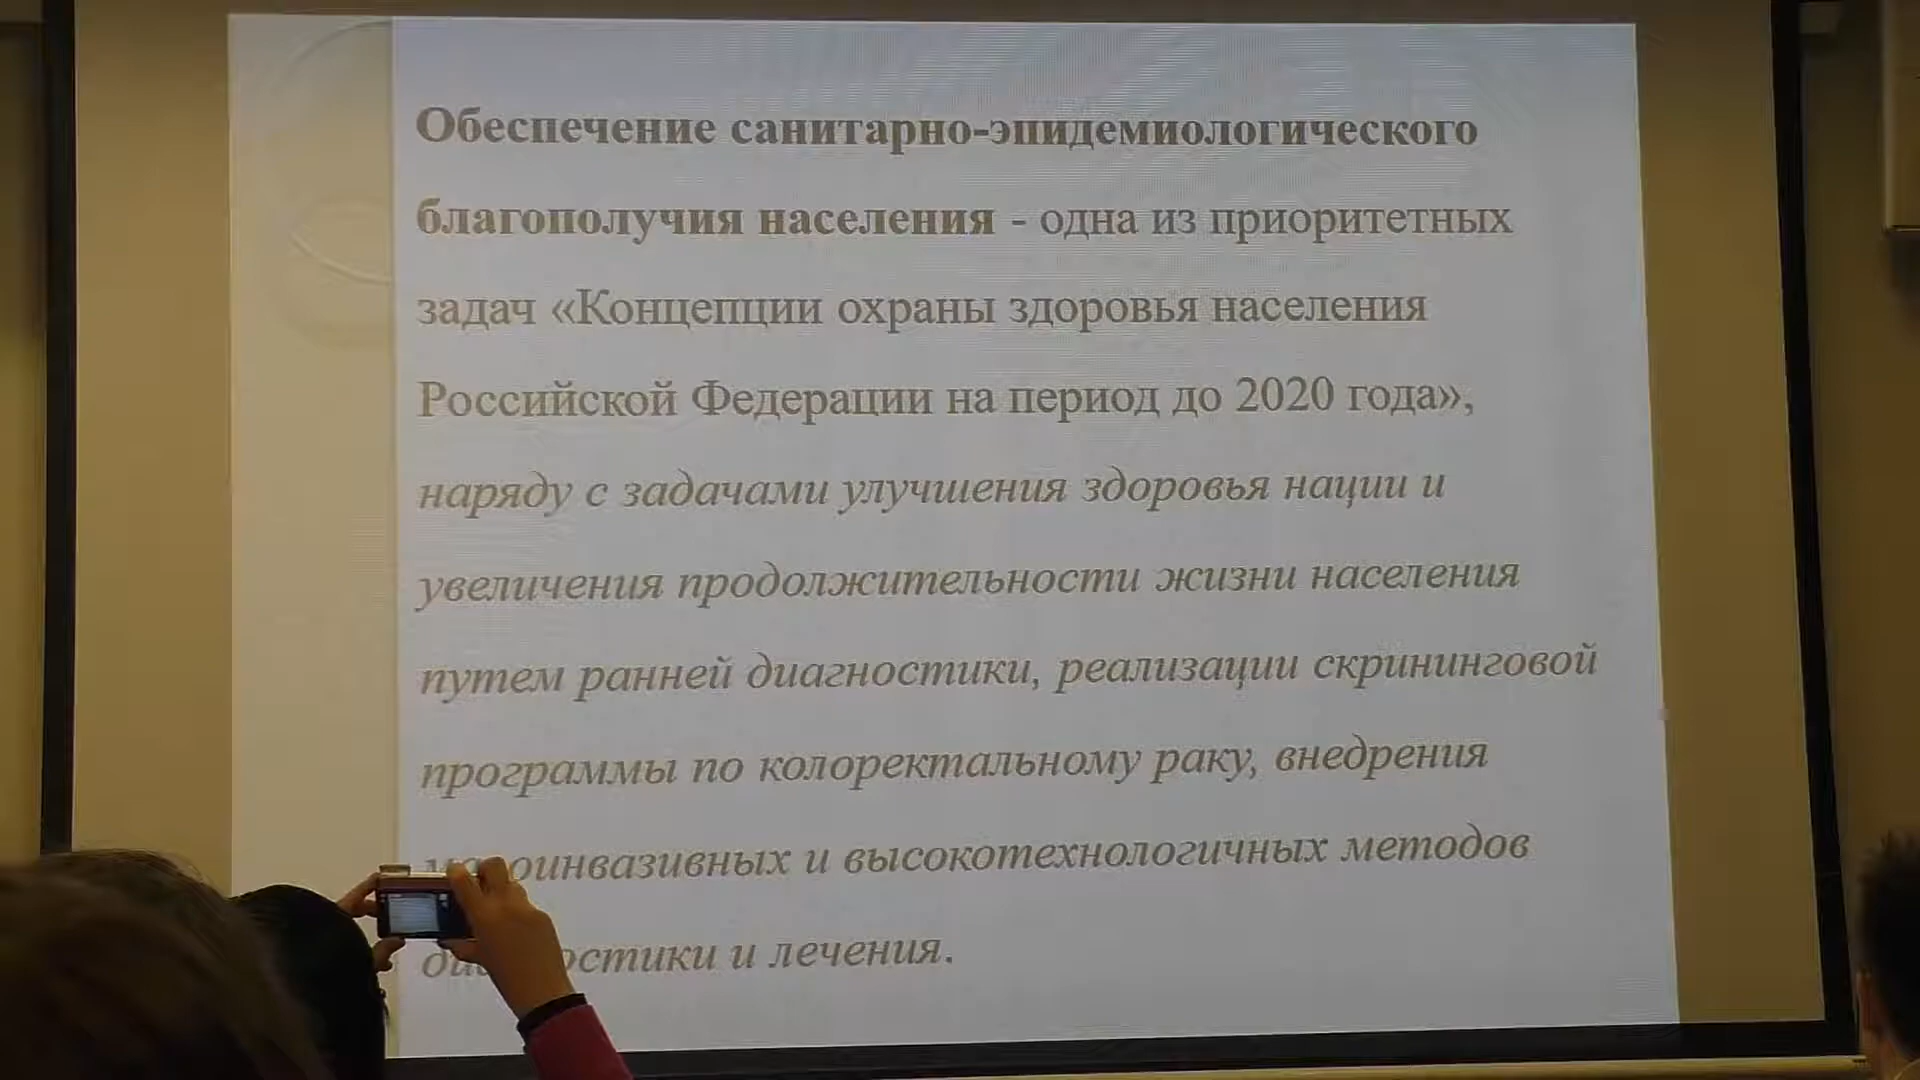 Обеспечение санитарно-эпидемиологического
благополучия населения - одна из приоритетных
задач «Концепции охраны здоровья населения
Российской Федерации на период до 2020 года»,
наряду с задачами улучшения здоровья нации и
увеличения продолжительности жизни населения
путем ранней диагностики, реализации скрининговой
программы по колоректальному раку, внедрения
и высокотехнологичных методов
и лечения.